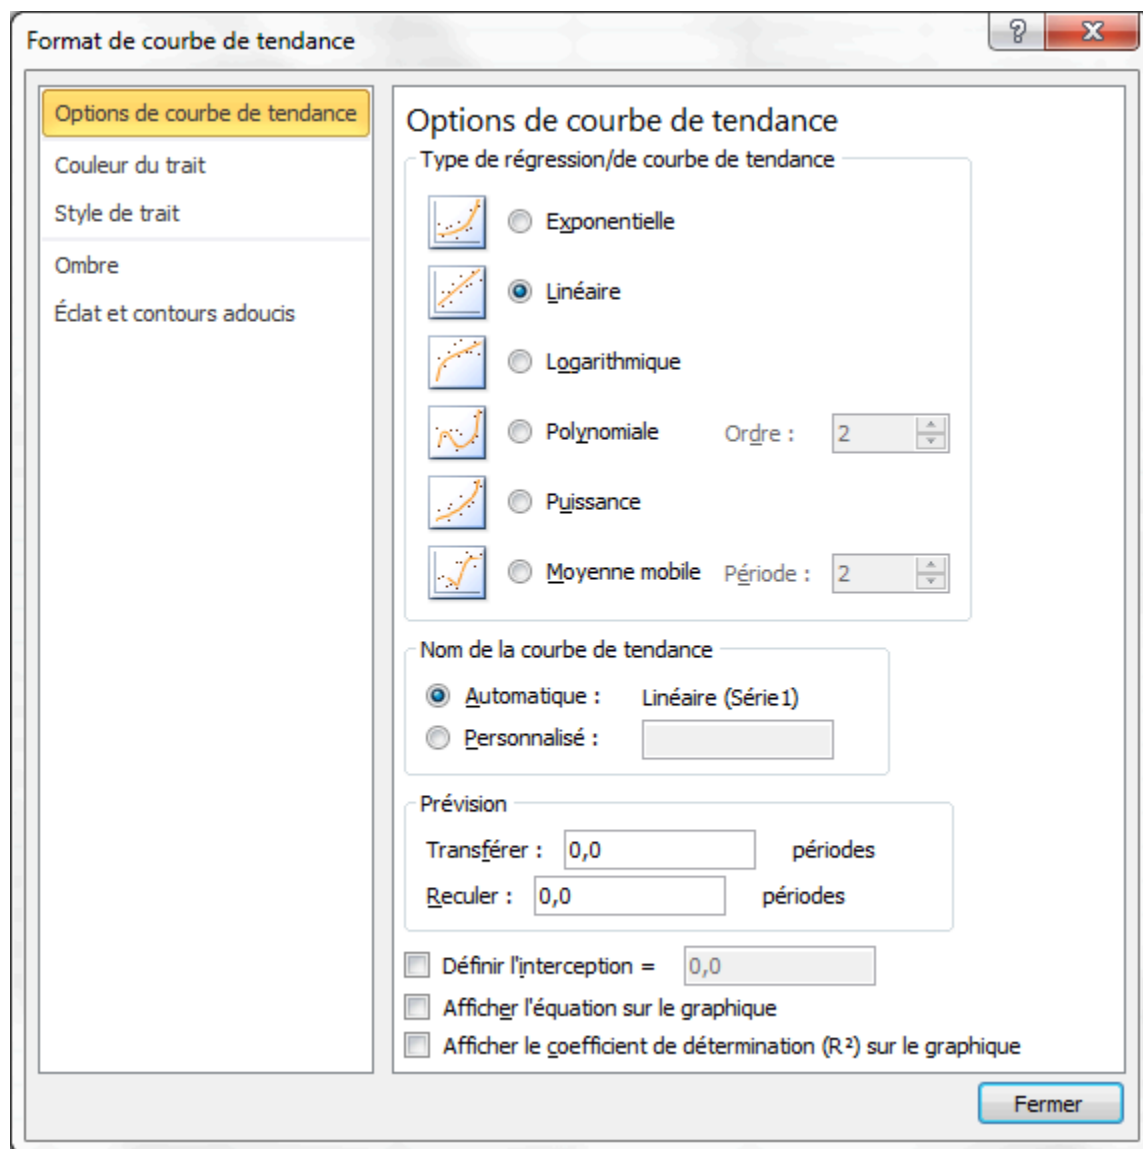 Format de courbe de tendance
Options de courbe de tendance
Couleur du trait
Style de trait
Ombre
Éclat et contours adoucis
Options de courbe de tendance
Type de régression/de courbe de tendance
Exponentielle
Linéaire
Logarithmique
Polynomiale Ordre : 2
Puissance
Moyenne mobile Période : 2
Nom de la courbe de tendance
Automatique : Linéaire (Série1)
Personnalisé :
Prévision
Transférer : 0,0 périodes
Reculer : 0,0 périodes
Définir l'interception = 0,0
Afficher l'équation sur le graphique
Afficher le coefficient de détermination (R²) sur le graphique
Fermer